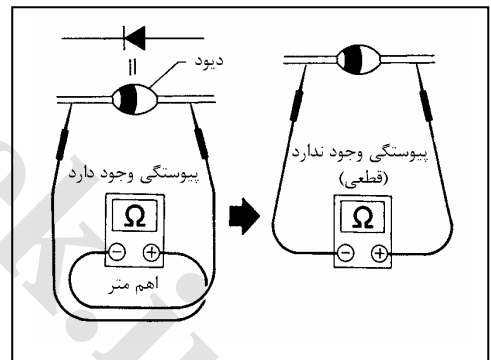 دیود
پیوستگی وجود دارد
Ω
− +
اهم متر
پیوستگی وجود ندارد
(قطعی)
Ω
− +